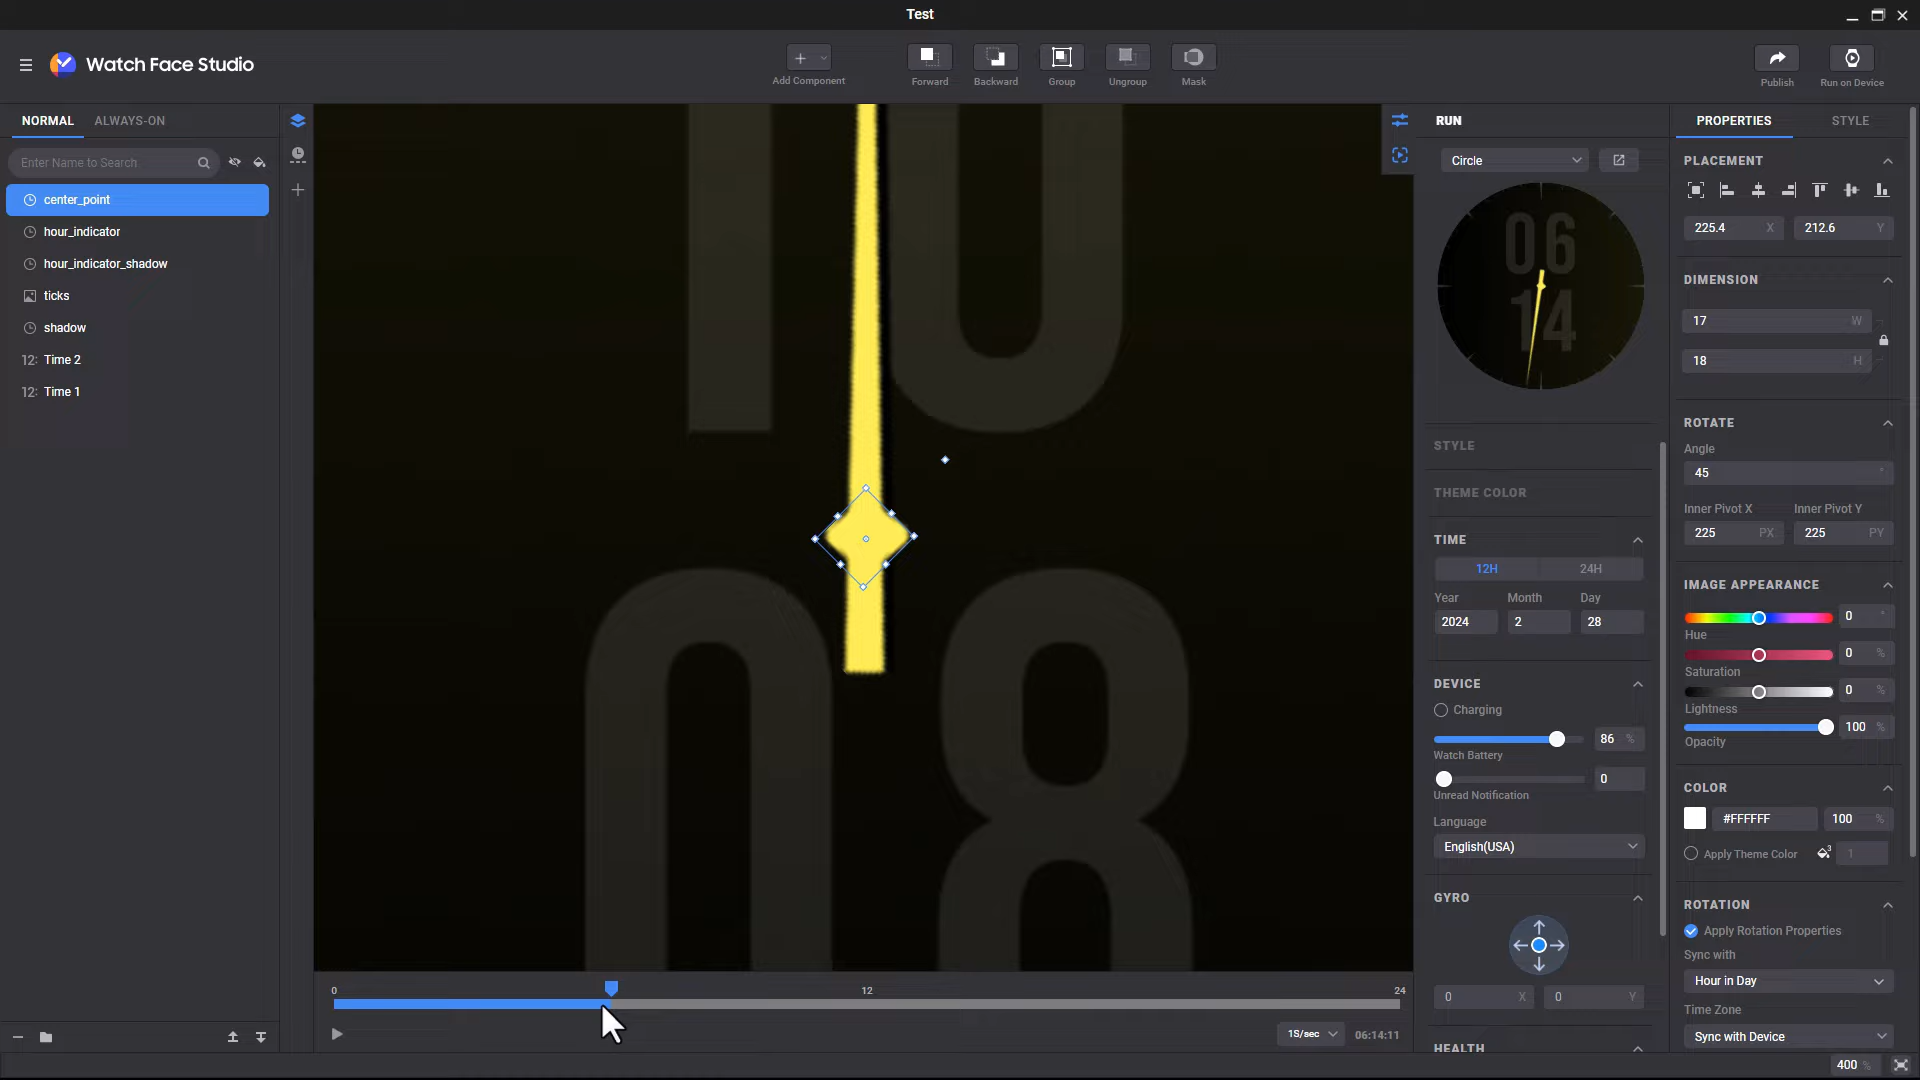 Test
Watch Face Studio
Add Component
Forward
Backward
Group
Ungroup
Mask
Publish
Run on Device
NORMAL
ALWAYS-ON
Enter Name to Search
center_point
hour_indicator
hour_indicator_shadow
ticks
shadow
12: Time 2
12: Time 1
10
08
0
12
24
1S/sec
06:14:11
RUN
Circle
06
14
STYLE
THEME COLOR
TIME
12H
24H
Year
Month
Day
2024
2
28
DEVICE
Charging
86 %
Watch Battery
0
Unread Notification
Language
English(USA)
GYRO
0 X
0 Y
HEALTH
PROPERTIES
STYLE
PLACEMENT
225.4 X
212.6 Y
DIMENSION
17 W
18 H
ROTATE
Angle
45 °
Inner Pivot X
Inner Pivot Y
225 PX
225 PY
IMAGE APPEARANCE
0 °
Hue
0 %
Saturation
0 %
Lightness
100 %
Opacity
COLOR
#FFFFFF
100 %
Apply Theme Color
3
1
ROTATION
Apply Rotation Properties
Sync with
Hour in Day
Time Zone
Sync with Device
400 %